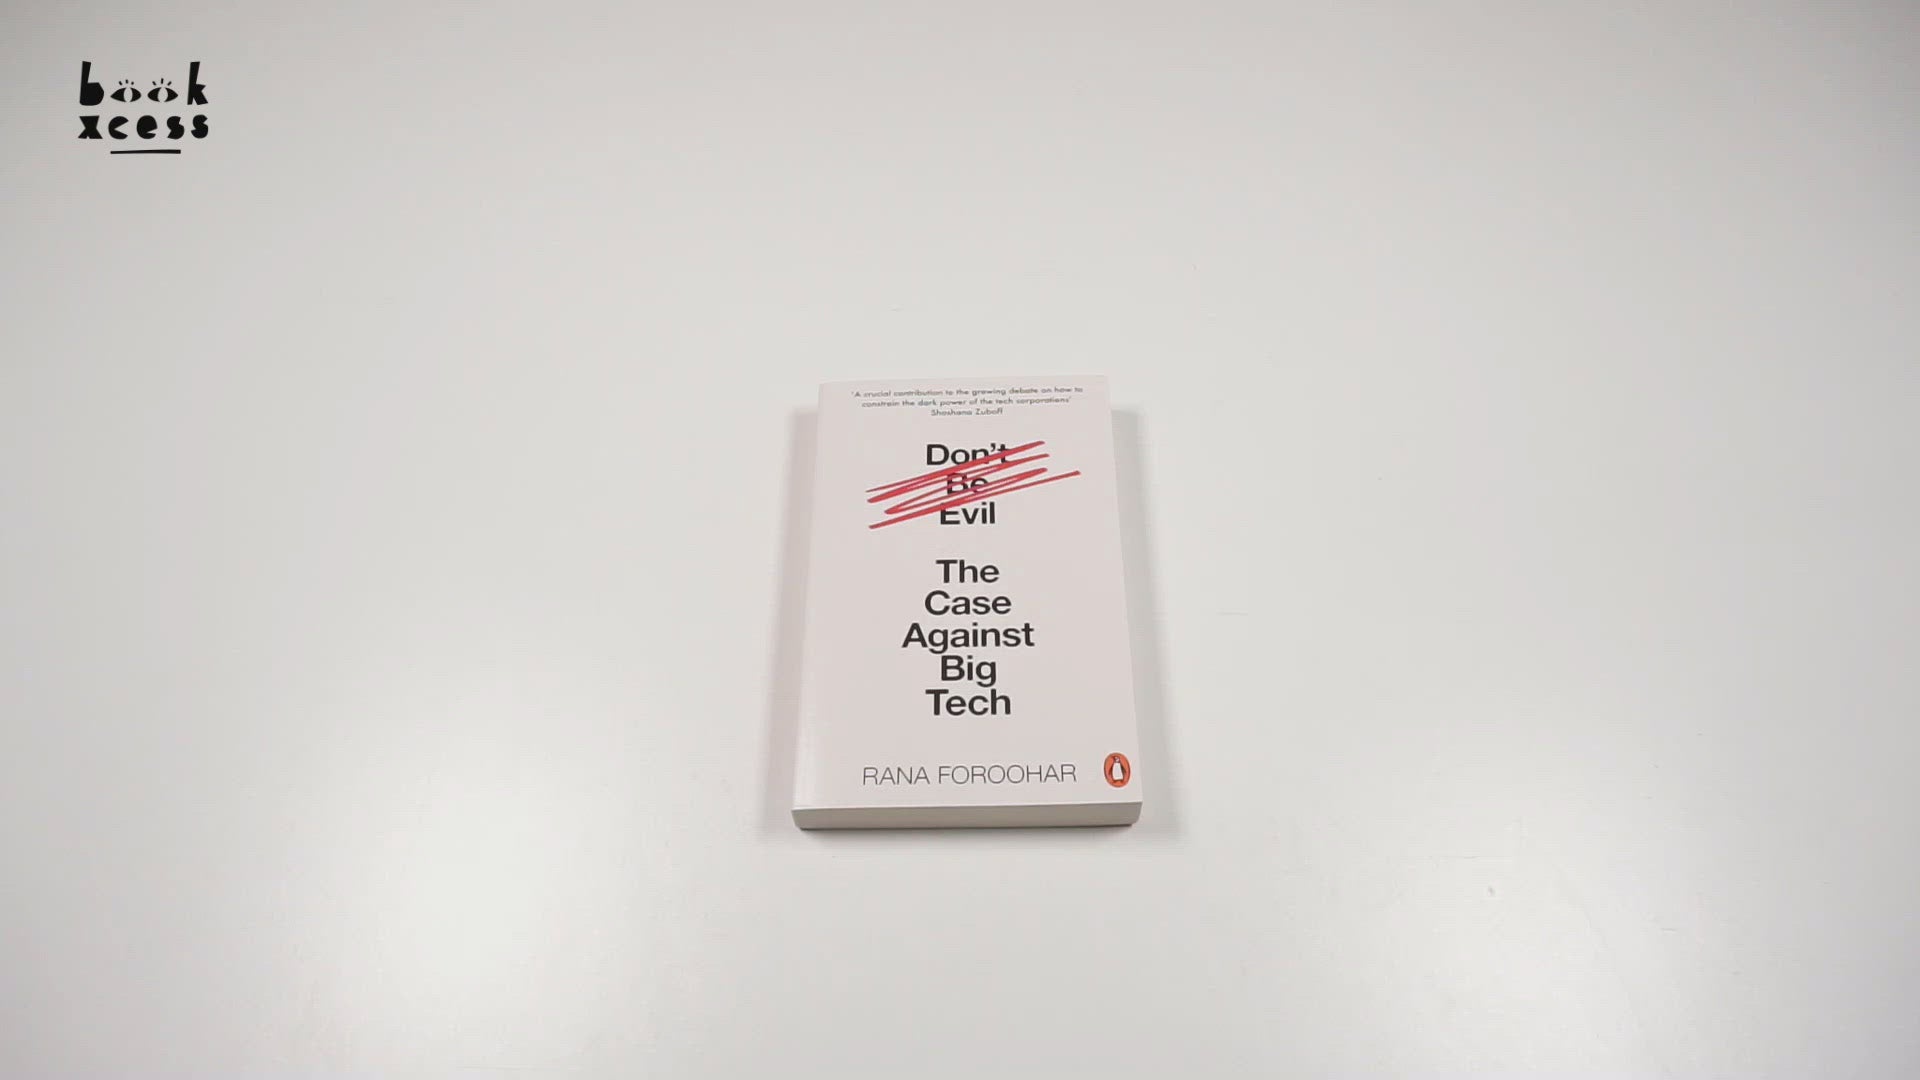 book
xcess
'A crucial contribution to the growing debate on how to
constrain the dark power of the tech corporations'
Shoshana Zuboff
Don't
Be
Evil
The
Case
Against
Big
Tech
RANA FOROOHAR